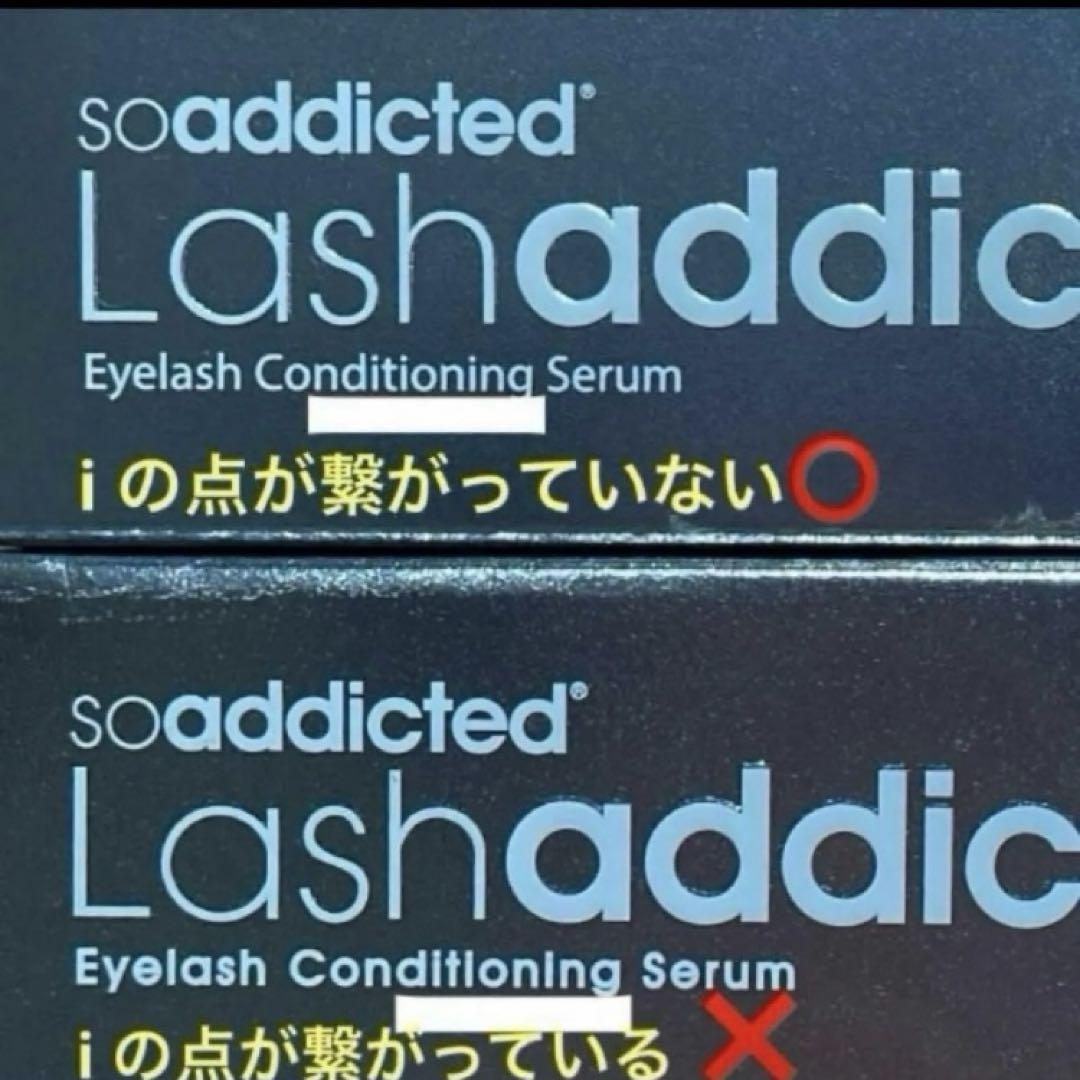 soaddicted®
Lashaddic
Eyelash Conditioning Serum
iの点が繋がっていない⭕
soaddicted®
Lashaddic
Eyelash Conditioning Serum
iの点が繋がっている ❌